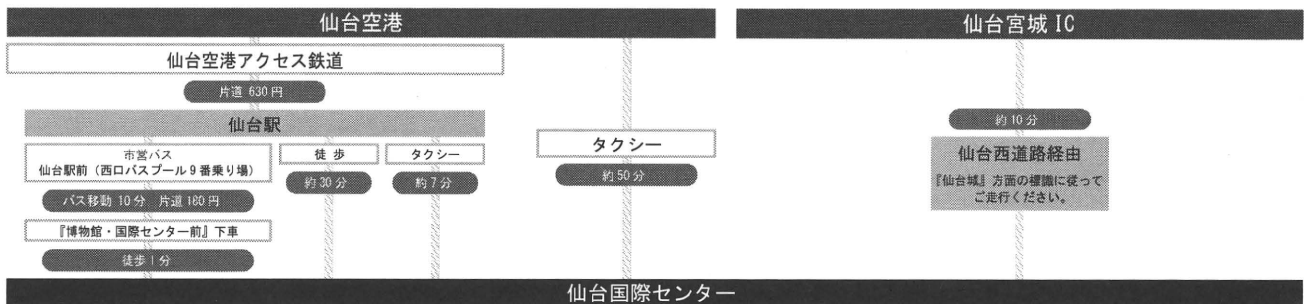 仙台空港
仙台宮城 IC
仙台空港アクセス鉄道
片道 630 円
仙台駅
市営バス
仙台駅前（西口バスプール 9 番乗り場）
バス移動 10 分　片道 180 円
『博物館・国際センター前』下車
徒歩 1 分
徒 歩
約 30 分
タクシー
約 7 分
タクシー
約 50 分
約 10 分
仙台西道路経由
『仙台城』方面の標識に従って
ご走行ください。
仙台国際センター